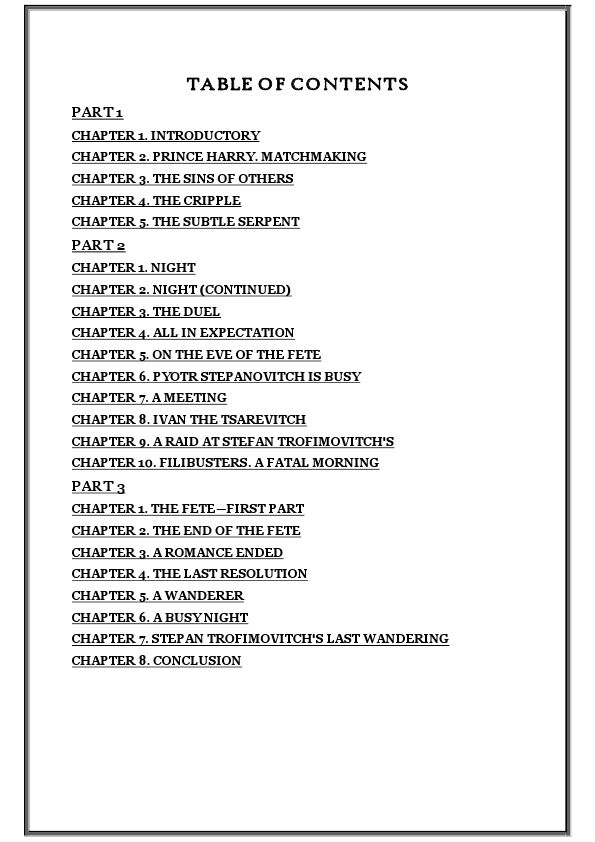 TABLE OF CONTENTS
PART 1
CHAPTER 1. INTRODUCTORY
CHAPTER 2. PRINCE HARRY. MATCHMAKING
CHAPTER 3. THE SINS OF OTHERS
CHAPTER 4. THE CRIPPLE
CHAPTER 5. THE SUBTLE SERPENT
PART 2
CHAPTER 1. NIGHT
CHAPTER 2. NIGHT (CONTINUED)
CHAPTER 3. THE DUEL
CHAPTER 4. ALL IN EXPECTATION
CHAPTER 5. ON THE EVE OF THE FETE
CHAPTER 6. PYOTR STEPANOVITCH IS BUSY
CHAPTER 7. A MEETING
CHAPTER 8. IVAN THE TSAREVITCH
CHAPTER 9. A RAID AT STEFAN TROFIMOVITCH'S
CHAPTER 10. FILIBUSTERS. A FATAL MORNING
PART 3
CHAPTER 1. THE FETE—FIRST PART
CHAPTER 2. THE END OF THE FETE
CHAPTER 3. A ROMANCE ENDED
CHAPTER 4. THE LAST RESOLUTION
CHAPTER 5. A WANDERER
CHAPTER 6. A BUSY NIGHT
CHAPTER 7. STEPAN TROFIMOVITCH'S LAST WANDERING
CHAPTER 8. CONCLUSION